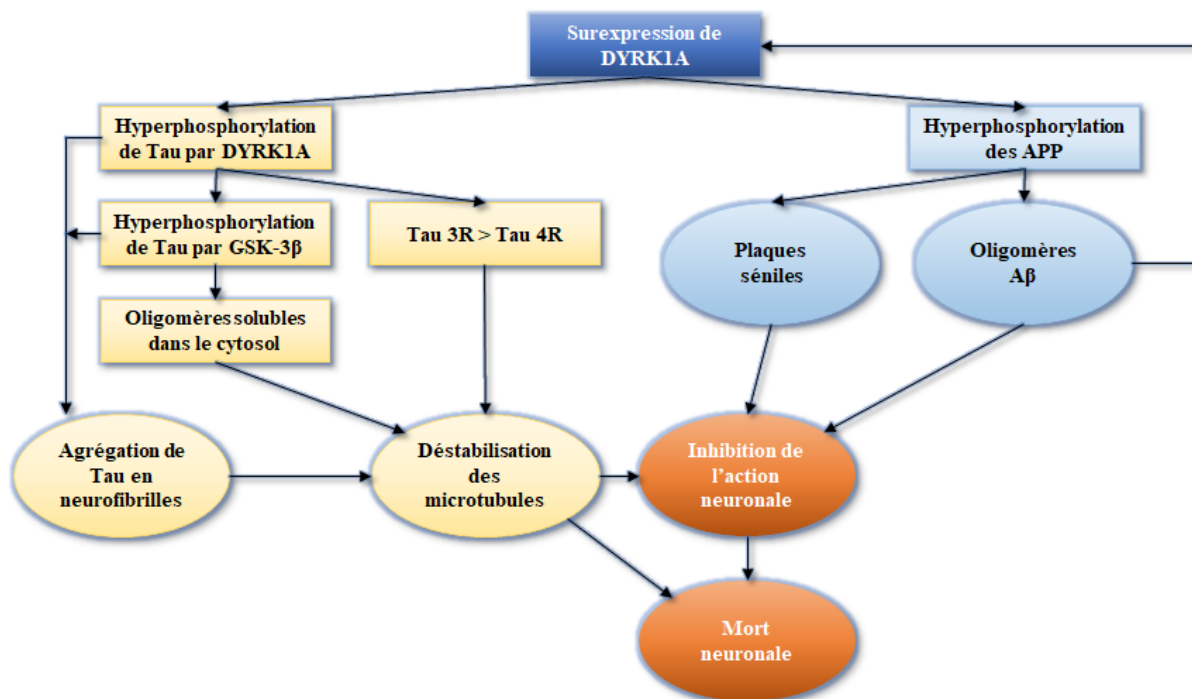 Surexpression de
DYRK1A
Hyperphosphorylation
de Tau par DYRK1A
Hyperphosphorylation
des APP
Hyperphosphorylation
de Tau par GSK-3β
Tau 3R > Tau 4R
Plaques
séniles
Oligomères
Aβ
Oligomères solubles
dans le cytosol
Agrégation de
Tau en
neurofibrilles
Déstabilisation
des
microtubules
Inhibition de
l’action
neuronale
Mort
neuronale